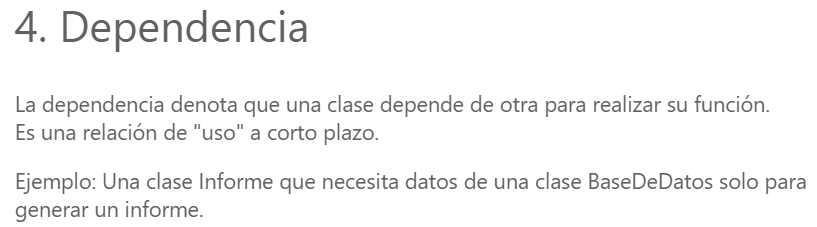 4. Dependencia
La dependencia denota que una clase depende de otra para realizar su función.
Es una relación de "uso" a corto plazo.
Ejemplo: Una clase Informe que necesita datos de una clase BaseDeDatos solo para
generar un informe.